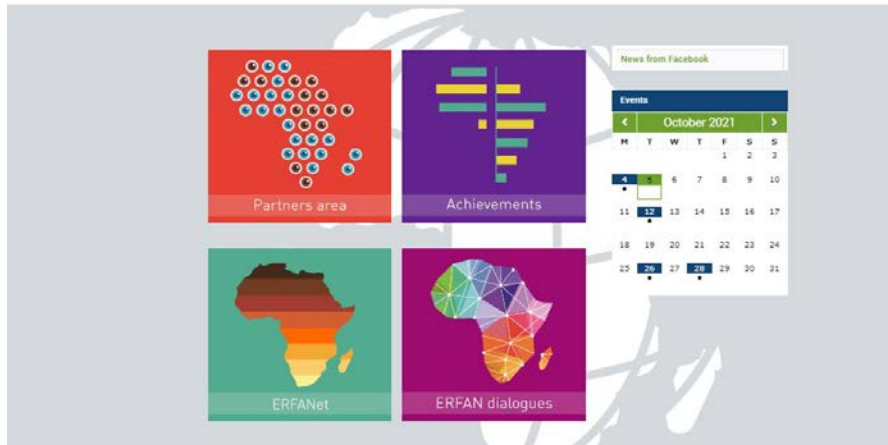 Partners area
Achievements
ERFANet
ERFAN dialogues
News from Facebook
Events
< October 2021 >
M T W T F S S
1 2 3
4 5 6 7 8 9 10
11 12 13 14 15 16 17
18 19 20 21 22 23 24
25 26 27 28 29 30 31